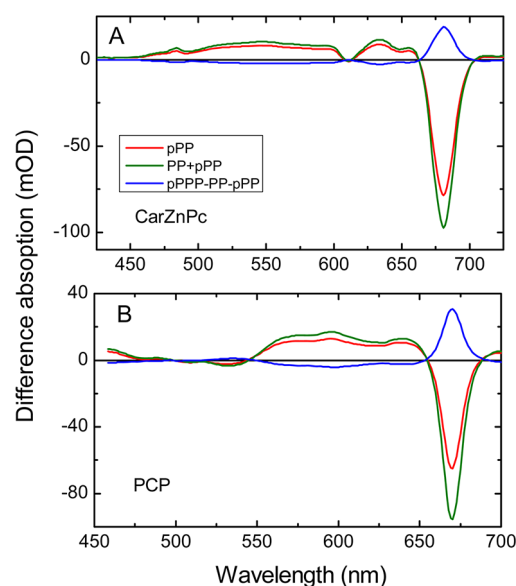 A
0
-50
-100
pPP
PP+pPP
pPPP-PP-pPP
CarZnPc
450 500 550 600 650 700
B
40
0
-40
-80
PCP
450 500 550 600 650 700
Difference absoption (mOD)
Wavelength (nm)